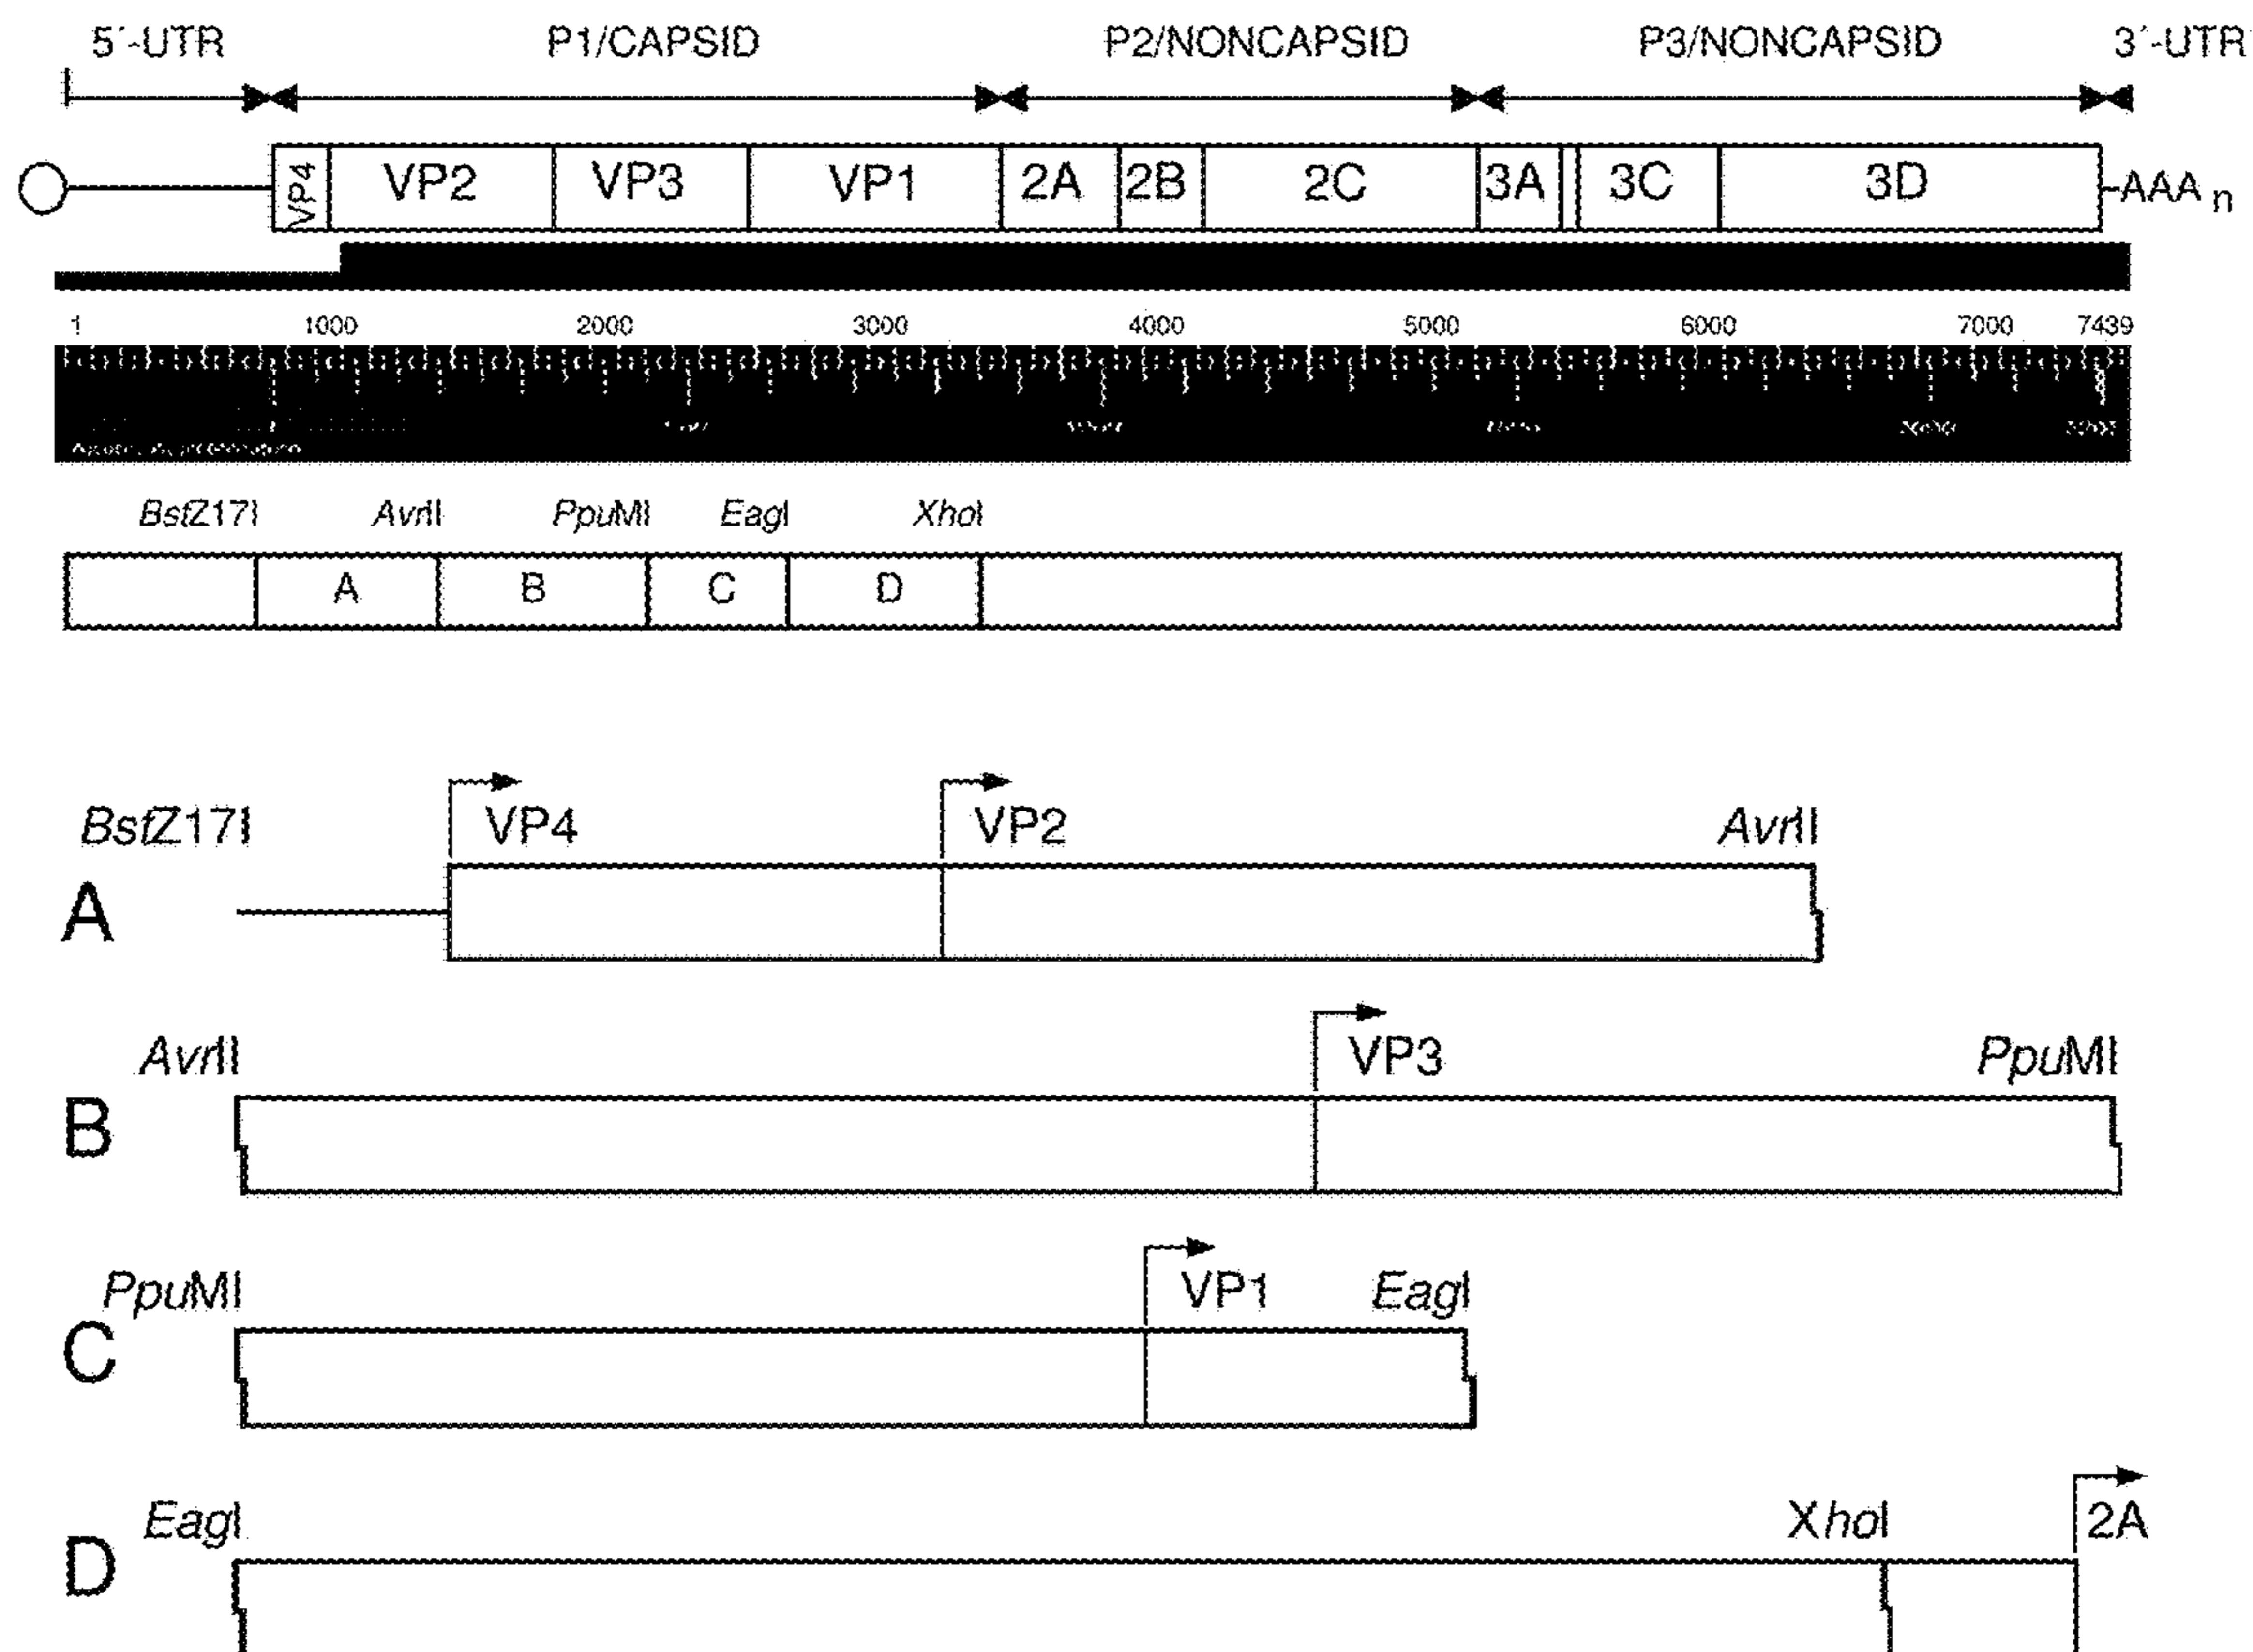 5´-UTR P1/CAPSID P2/NONCAPSID P3/NONCAPSID 3´-UTR
VP4 VP2 VP3 VP1 2A 2B 2C 3A 3C 3D -AAA n
1 1000 2000 3000 4000 5000 6000 7000 7439
BstZ17I AvrII PpuMI EagI XhoI
A B C D
BstZ17I VP4 VP2 AvrII
A
AvrII VP3 PpuMI
B
PpuMI VP1 EagI
C
EagI XhoI 2A
D